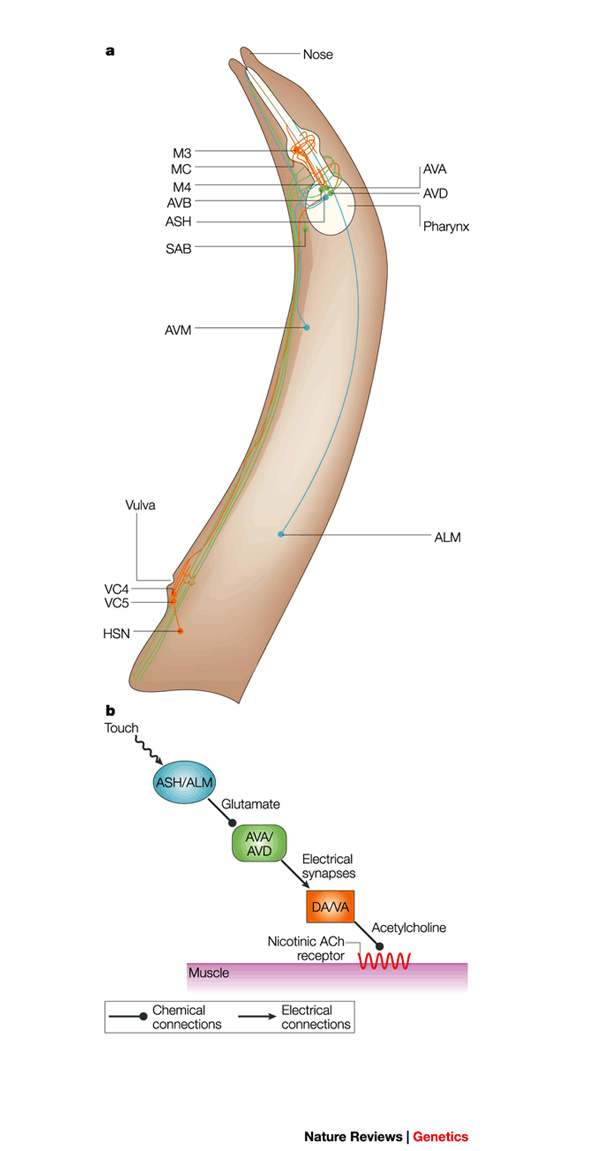 a
Nose
M3
MC
M4
AVB
ASH
SAB
AVA
AVD
Pharynx
AVM
Vulva
ALM
VC4
VC5
HSN
b
Touch
ASH/ALM
Glutamate
AVA/
AVD
Electrical
synapses
DA/VA
Acetylcholine
Nicotinic ACh
receptor
Muscle
Chemical
connections
Electrical
connections
Nature Reviews | Genetics